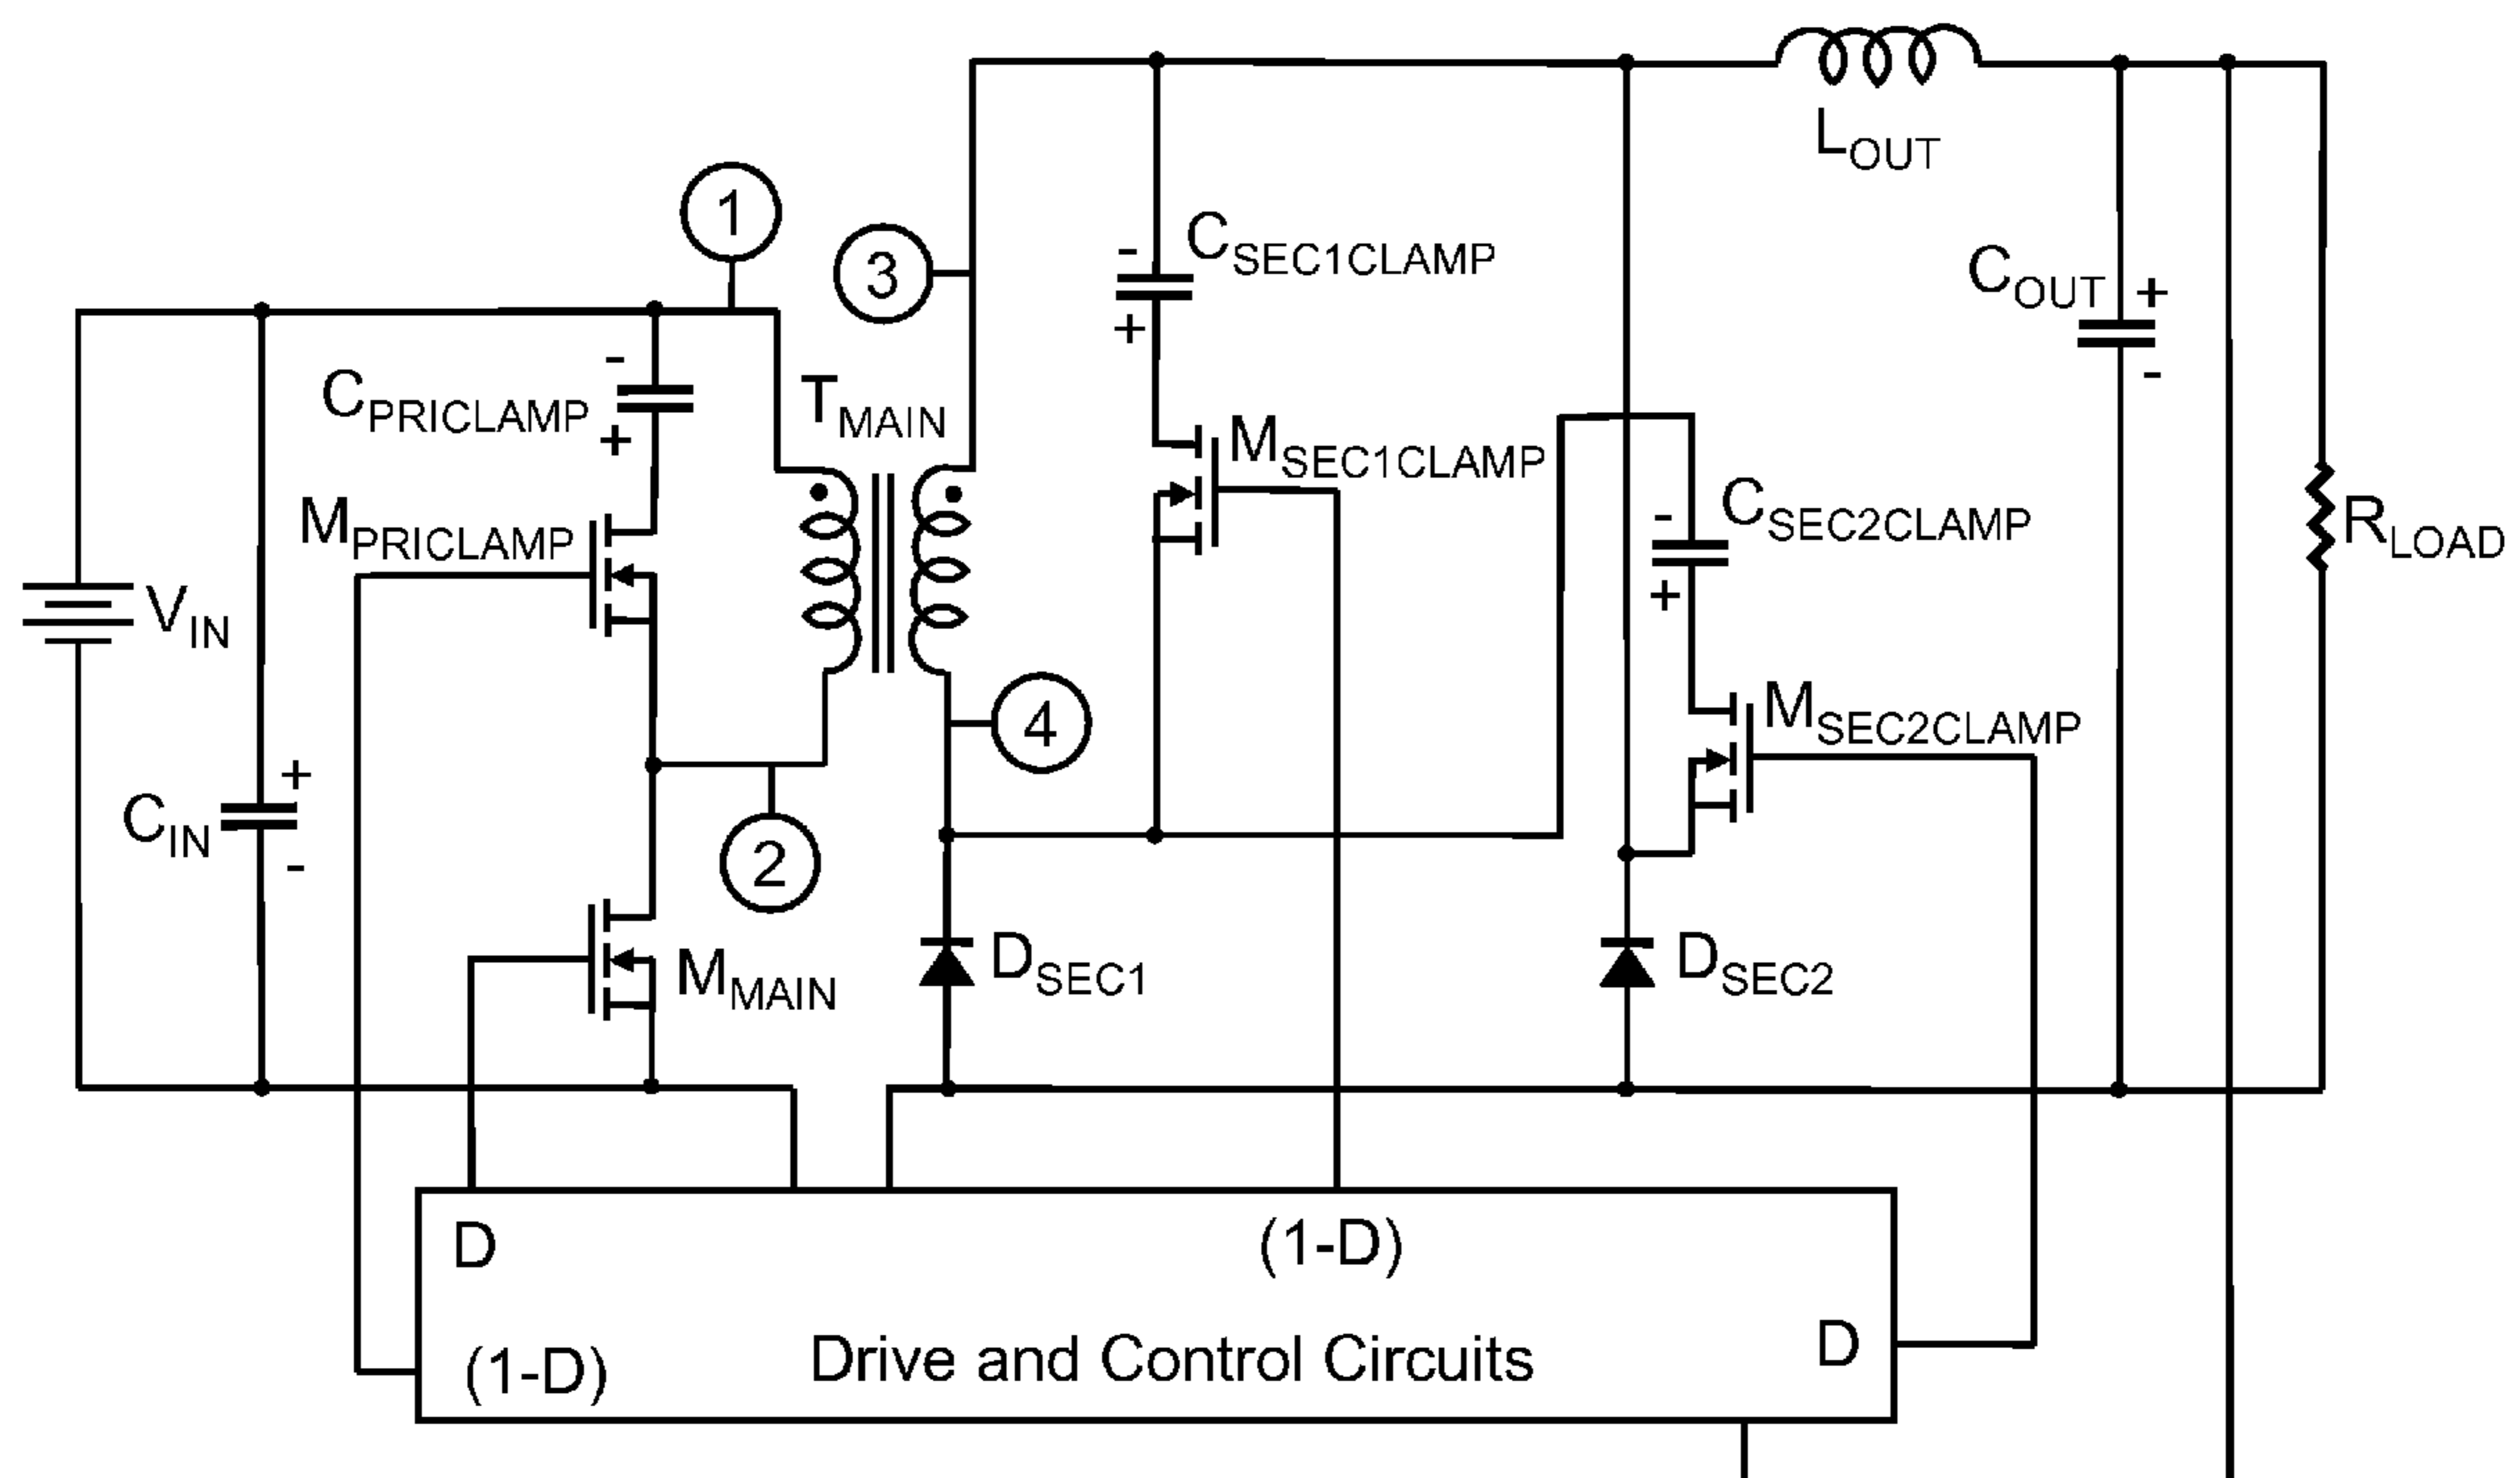 L_OUT
1
C_SEC1CLAMP
3
C_OUT
+
-
-
+
-
C_PRICLAMP
+
T_MAIN
M_SEC1CLAMP
M_PRICLAMP
-
C_SEC2CLAMP
+
R_LOAD
V_IN
4
M_SEC2CLAMP
+
C_IN
-
2
M_MAIN
D_SEC1
D_SEC2
D
(1-D)
D
(1-D)
Drive and Control Circuits